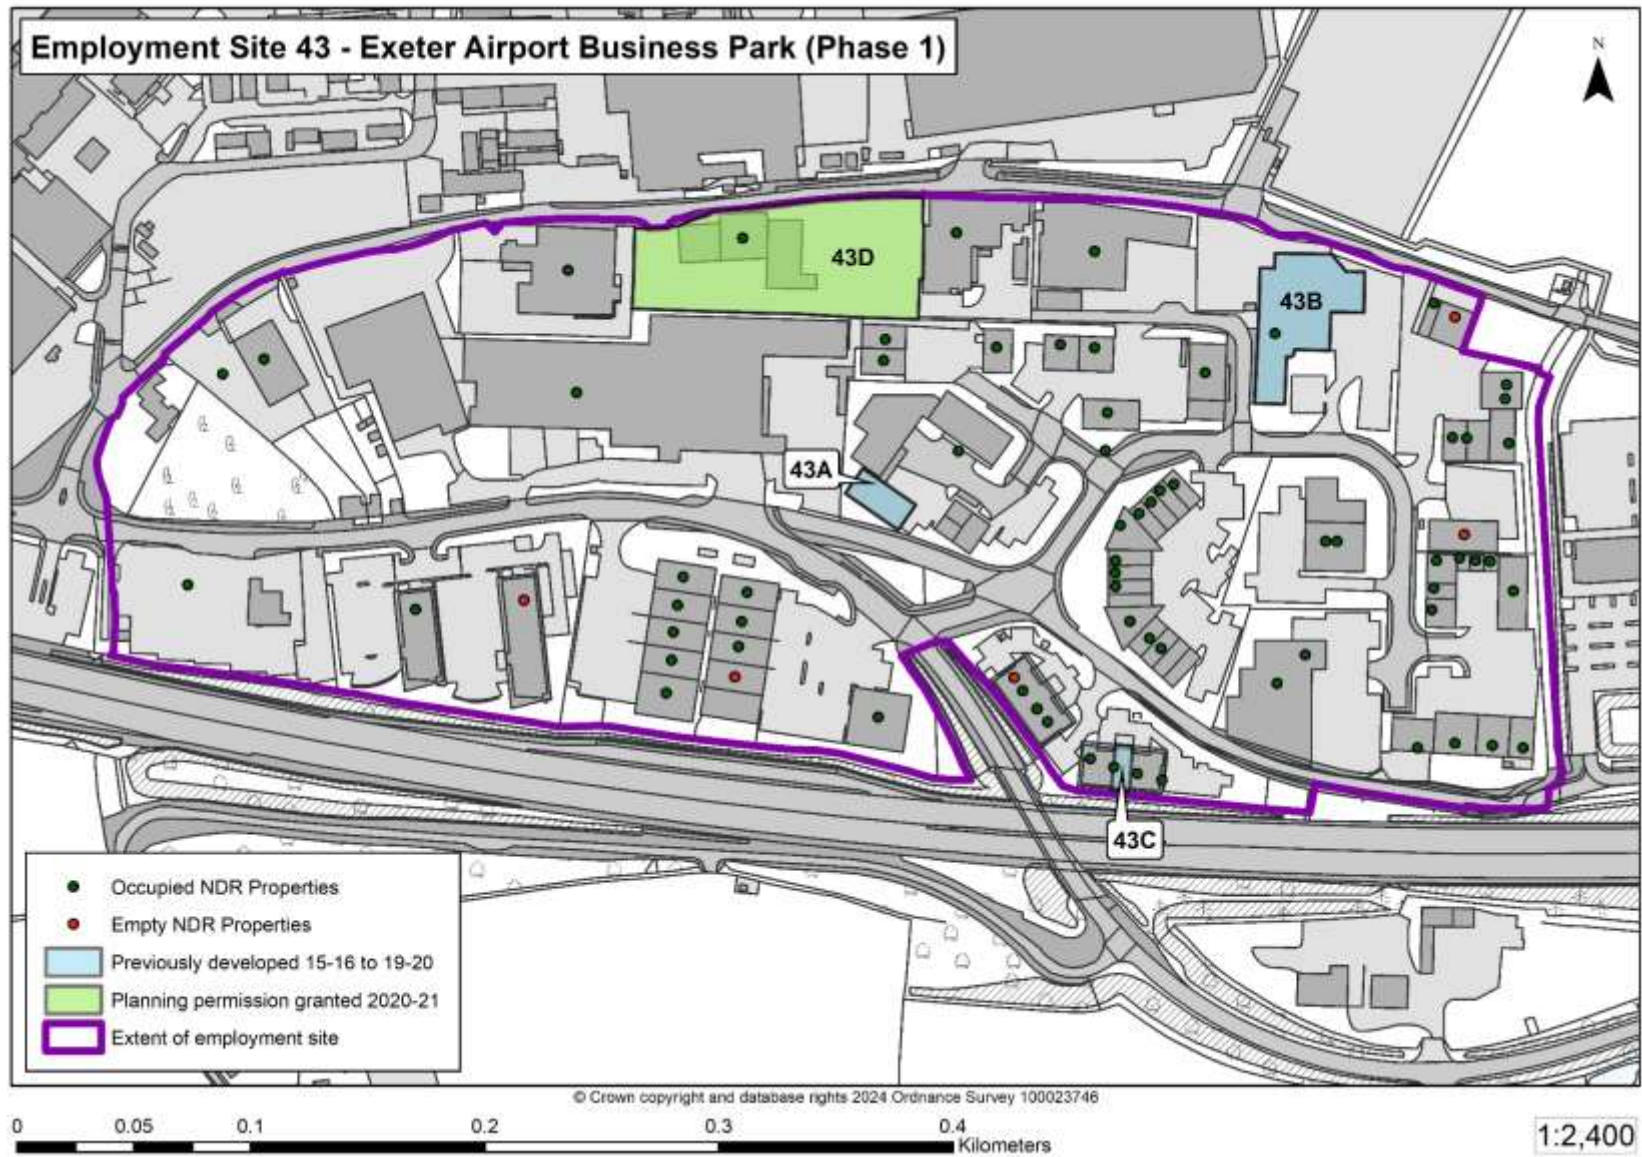 Employment Site 43 - Exeter Airport Business Park (Phase 1)
N
43D
43B
43A
43C
Occupied NDR Properties
Empty NDR Properties
Previously developed 15-16 to 19-20
Planning permission granted 2020-21
Extent of employment site
© Crown copyright and database rights 2024 Ordnance Survey 100023746
0 0.05 0.1 0.2 0.3 0.4
Kilometers
1:2,400